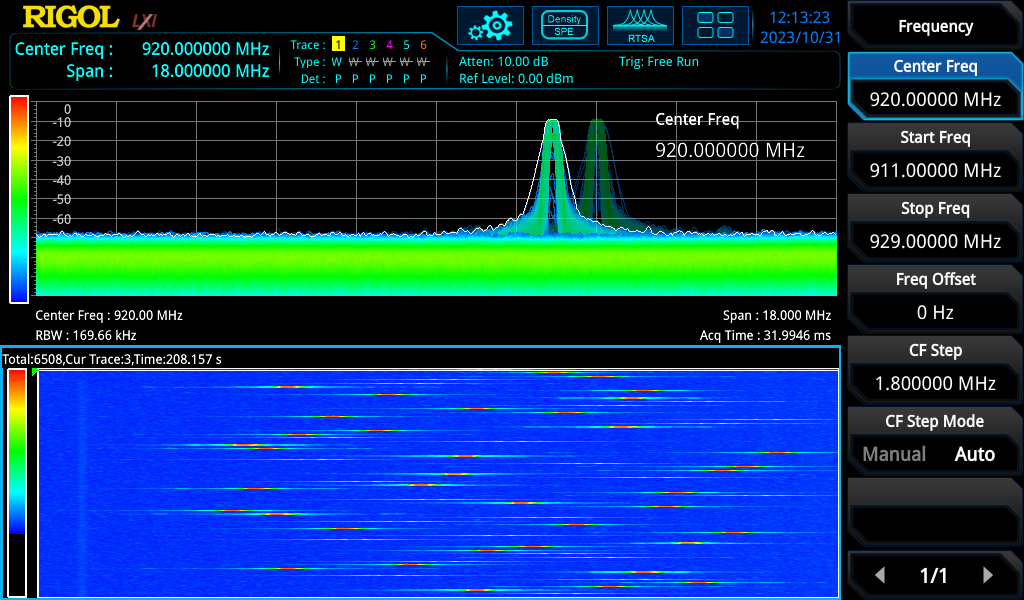 RIGOL LXI
Center Freq : 920.000000 MHz
Span : 18.000000 MHz
Trace : 1 2 3 4 5 6
Type : W W W W W W
Det : P P P P P P
Density
SPE
RTSA
12:13:23
2023/10/31
Atten: 10.00 dB
Trig: Free Run
Ref Level: 0.00 dBm
0
-10
-20
-30
-40
-50
-60
Center Freq
920.000000 MHz
Center Freq : 920.00 MHz
Span : 18.000 MHz
RBW : 169.66 kHz
Acq Time : 31.9946 ms
Total:6508,Cur Trace:3,Time:208.157 s
Frequency
Center Freq
920.00000 MHz
Start Freq
911.00000 MHz
Stop Freq
929.00000 MHz
Freq Offset
0 Hz
CF Step
1.800000 MHz
CF Step Mode
Manual Auto
1/1